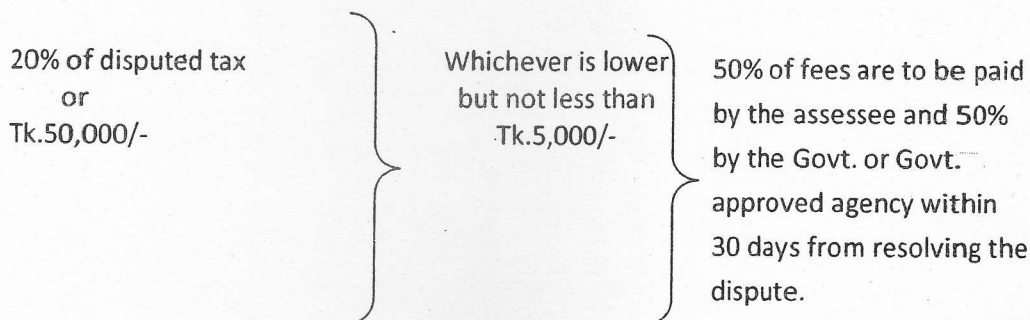 20% of disputed tax
or
Tk.50,000/-
Whichever is lower
but not less than
Tk.5,000/-
50% of fees are to be paid
by the assessee and 50%
by the Govt. or Govt.
approved agency within
30 days from resolving the
dispute.